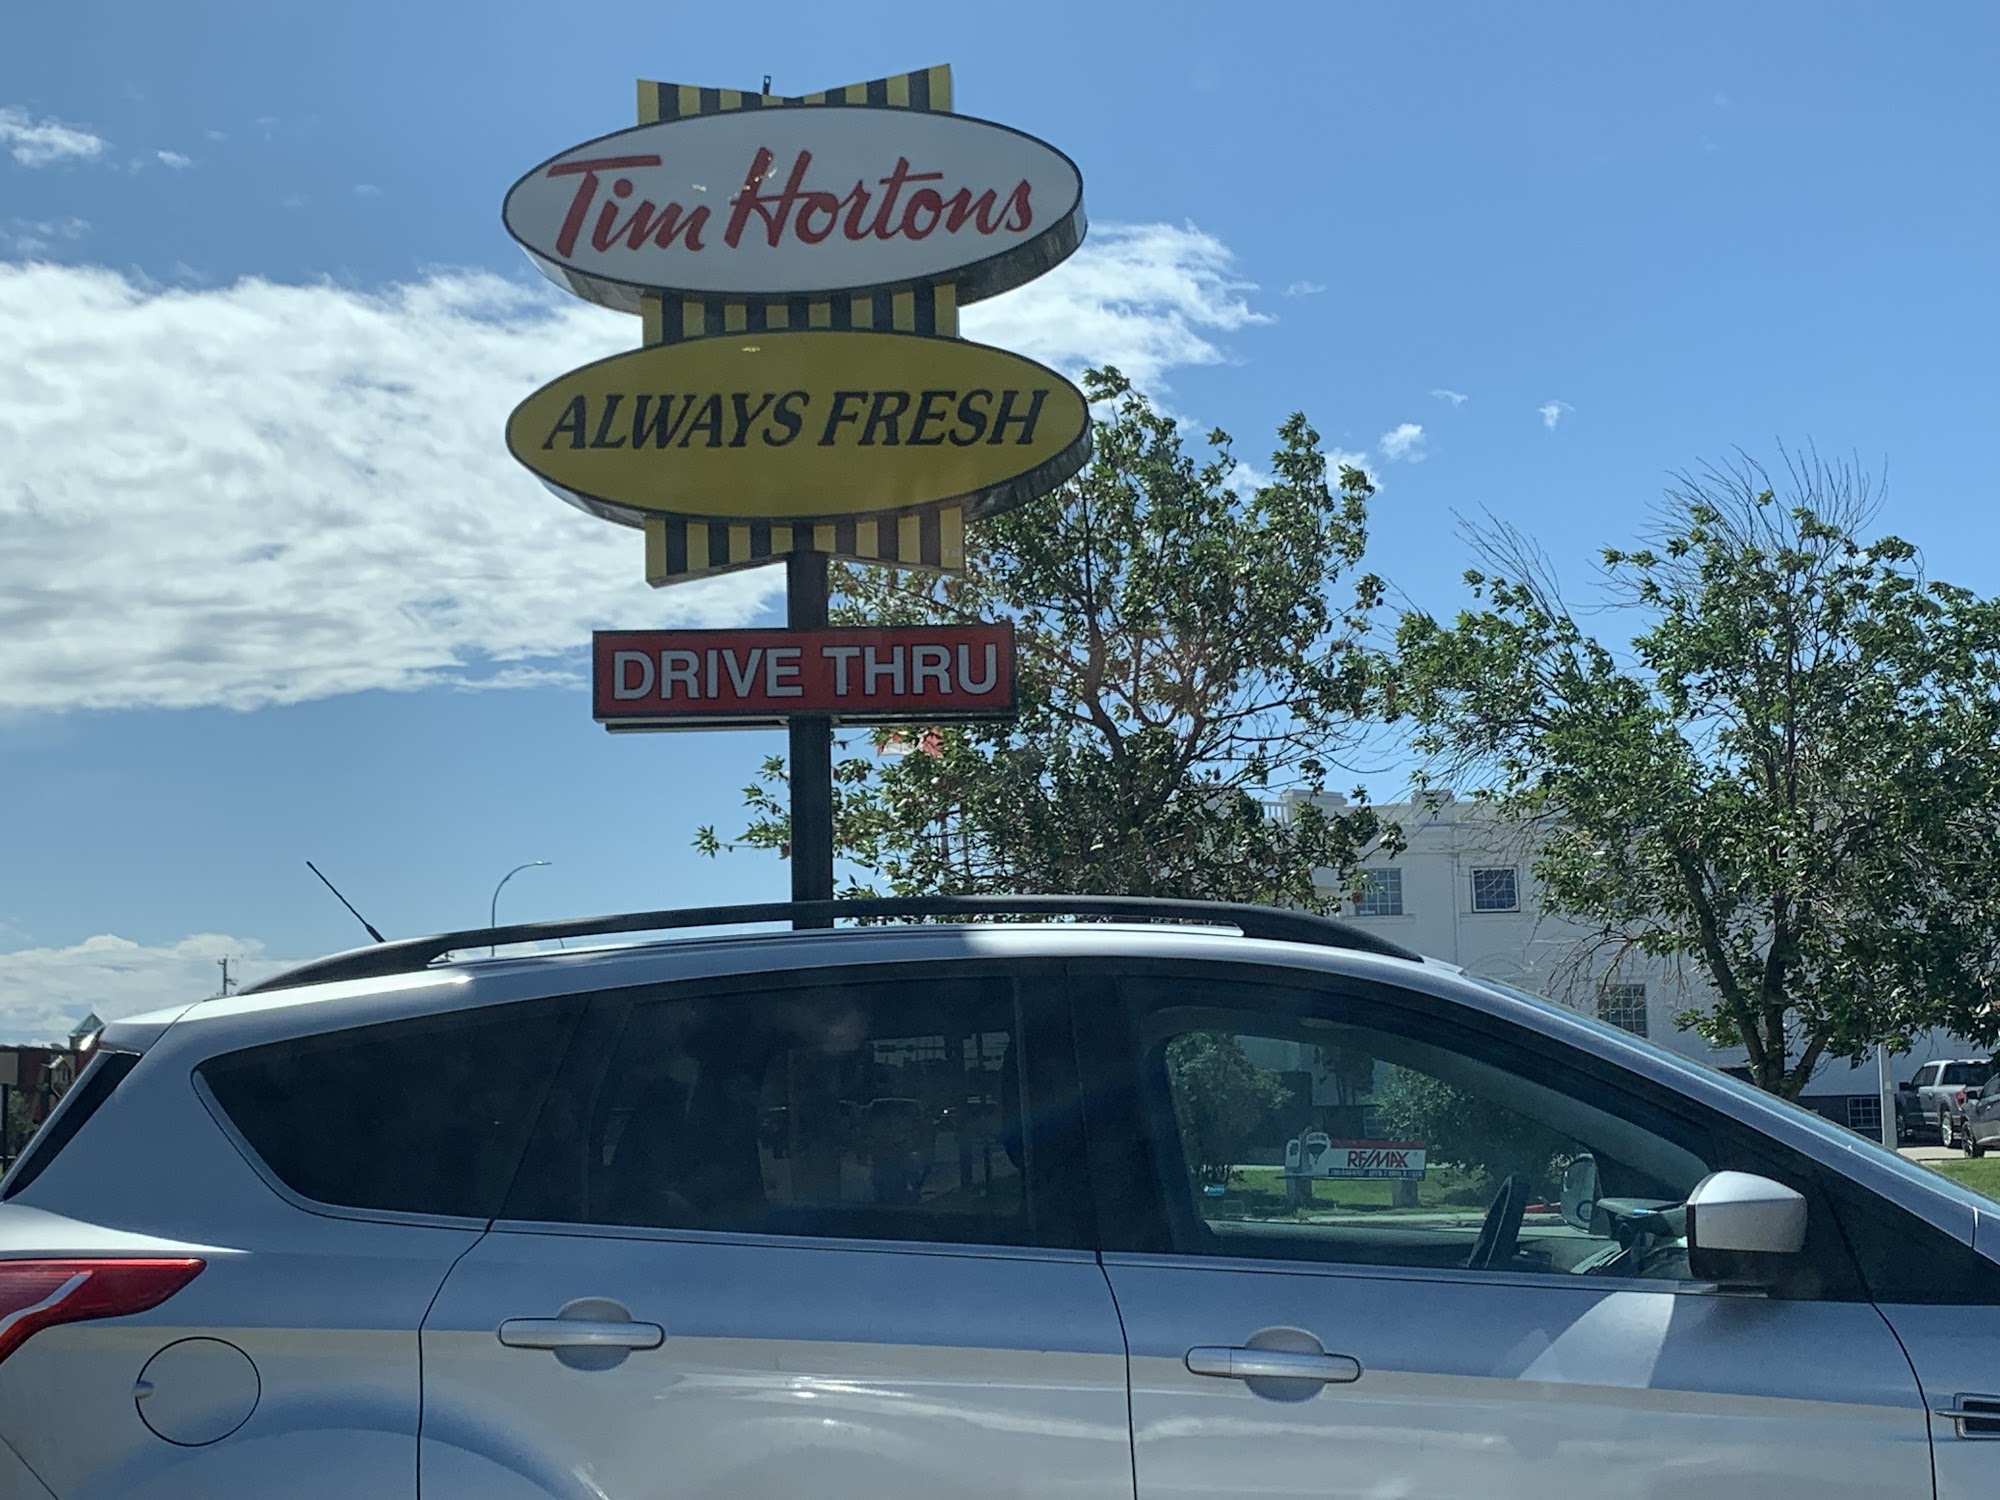 Tim Hortons
ALWAYS FRESH
DRIVE THRU
RE/MAX